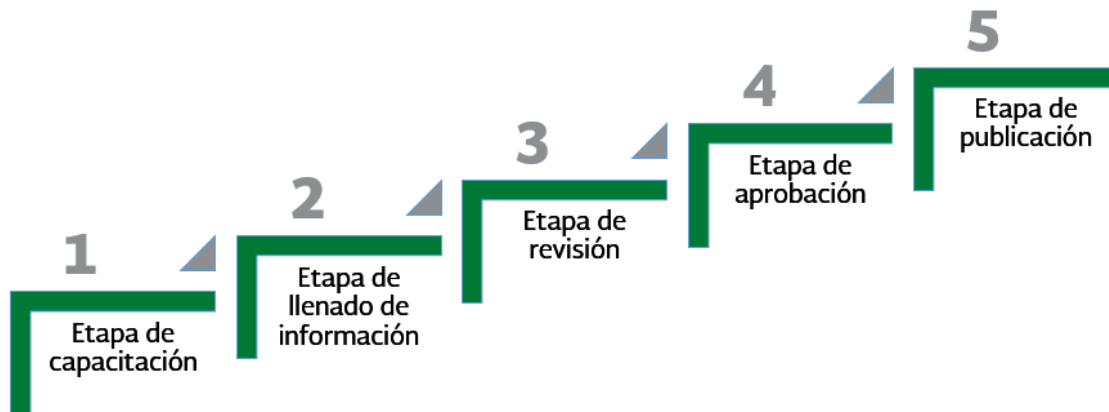 1
Etapa de
capacitación
2
Etapa de
llenado de
información
3
Etapa de
revisión
4
Etapa de
aprobación
5
Etapa de
publicación